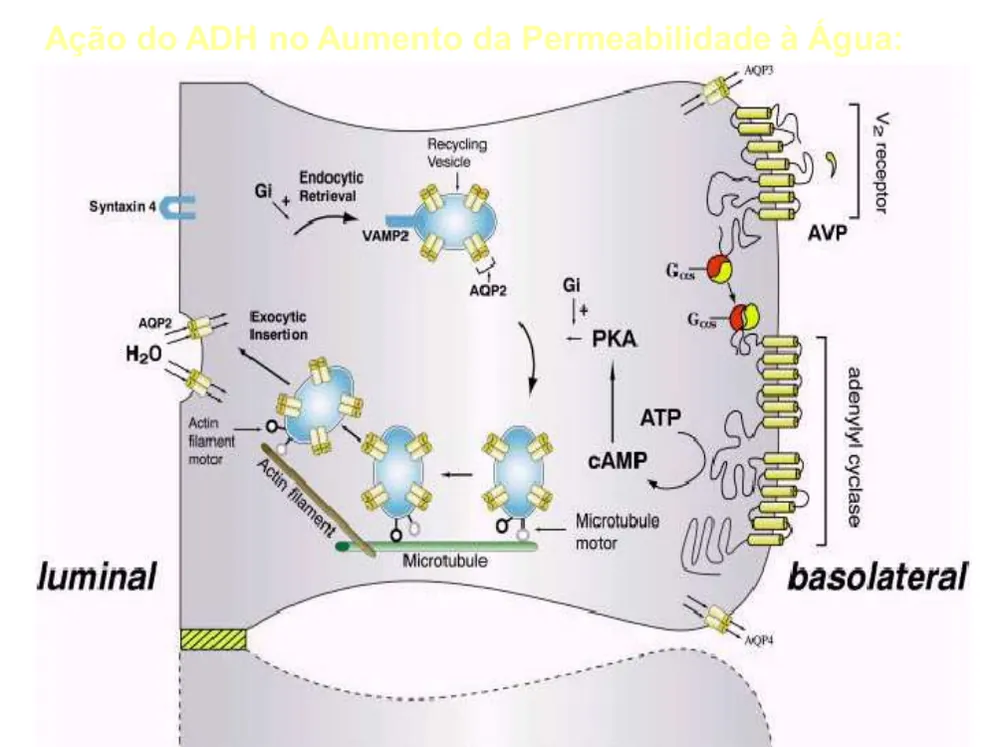 Ação do ADH no Aumento da Permeabilidade à Água:
AQP3
V2 receptor
Recycling
Vesicle
Endocytic
Retrieval
Gi
+
Syntaxin 4
VAMP2
AVP
Gαs
AQP2
Gi
+
Gαs
AQP2
Exocytic
Insertion
H2O
PKA
adenylyl cyclase
ATP
Actin
filament
motor
cAMP
Actin filament
Microtubule
motor
Microtubule
luminal
basolateral
AQP4